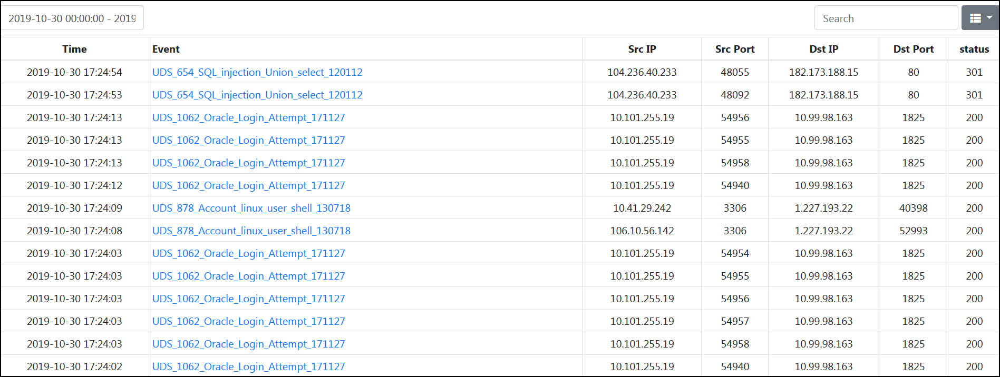 2019-10-30 00:00:00 - 2019 Search
Time Event Src IP Src Port Dst IP Dst Port status
2019-10-30 17:24:54 UDS_654_SQL_injection_Union_select_120112 104.236.40.233 48055 182.173.188.15 80 301
2019-10-30 17:24:53 UDS_654_SQL_injection_Union_select_120112 104.236.40.233 48092 182.173.188.15 80 301
2019-10-30 17:24:13 UDS_1062_Oracle_Login_Attempt_171127 10.101.255.19 54956 10.99.98.163 1825 200
2019-10-30 17:24:13 UDS_1062_Oracle_Login_Attempt_171127 10.101.255.19 54955 10.99.98.163 1825 200
2019-10-30 17:24:13 UDS_1062_Oracle_Login_Attempt_171127 10.101.255.19 54958 10.99.98.163 1825 200
2019-10-30 17:24:12 UDS_1062_Oracle_Login_Attempt_171127 10.101.255.19 54940 10.99.98.163 1825 200
2019-10-30 17:24:09 UDS_878_Account_linux_user_shell_130718 10.41.29.242 3306 1.227.193.22 40398 200
2019-10-30 17:24:08 UDS_878_Account_linux_user_shell_130718 106.10.56.142 3306 1.227.193.22 52993 200
2019-10-30 17:24:03 UDS_1062_Oracle_Login_Attempt_171127 10.101.255.19 54954 10.99.98.163 1825 200
2019-10-30 17:24:03 UDS_1062_Oracle_Login_Attempt_171127 10.101.255.19 54955 10.99.98.163 1825 200
2019-10-30 17:24:03 UDS_1062_Oracle_Login_Attempt_171127 10.101.255.19 54956 10.99.98.163 1825 200
2019-10-30 17:24:03 UDS_1062_Oracle_Login_Attempt_171127 10.101.255.19 54957 10.99.98.163 1825 200
2019-10-30 17:24:03 UDS_1062_Oracle_Login_Attempt_171127 10.101.255.19 54958 10.99.98.163 1825 200
2019-10-30 17:24:02 UDS_1062_Oracle_Login_Attempt_171127 10.101.255.19 54940 10.99.98.163 1825 200